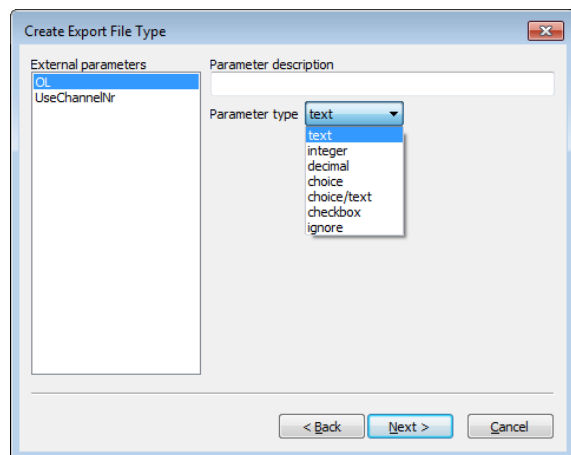 Create Export File Type
External parameters
OL
UseChannelNr
Parameter description
Parameter type text
text
integer
decimal
choice
choice/text
checkbox
ignore
< Back
Next >
Cancel